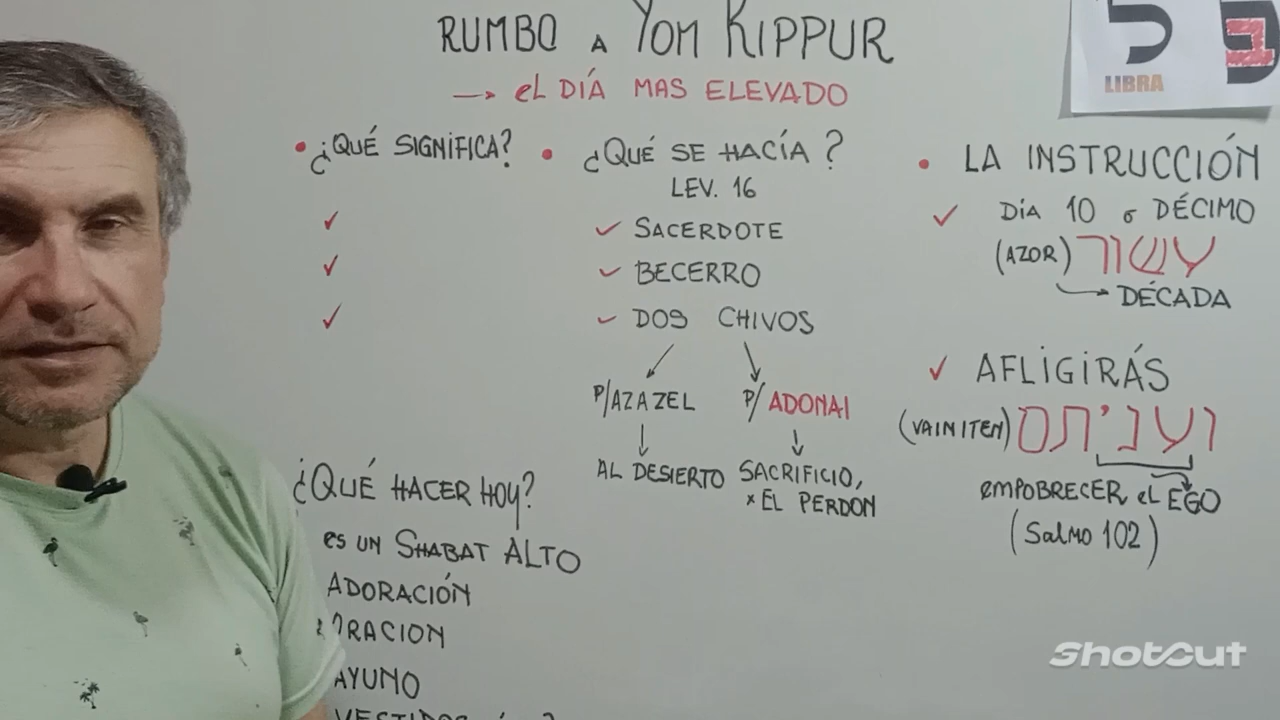 RUMBO A YOM KIPPUR
→ EL DÍA MAS ELEVADO
LIBRA
• ¿QUÉ SIGNIFICA?
✓
✓
✓
• ¿QUÉ SE HACÍA?
LEV. 16
✓ SACERDOTE
✓ BECERRO
✓ DOS CHIVOS
P/AZAZEL
P/ADONAI
AL DESIERTO
SACRIFICIO,
x EL PERDON
• LA INSTRUCCIÓN
✓ DÍA 10 o DÉCIMO
(AZOR) עשור
→ DÉCADA
✓ AFLIGIRÁS
(VAINITEN) ועניתם
EMPOBRECER EL EGO
(SALMO 102)
¿QUÉ HACER HOY?
ES UN SHABAT ALTO
ADORACIÓN
ORACION
AYUNO
ShotCut